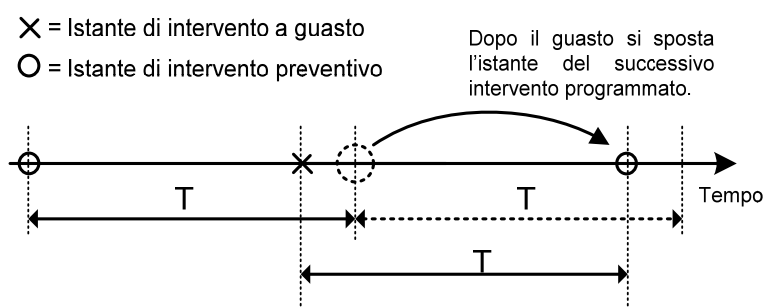 ✕ = Istante di intervento a guasto
○ = Istante di intervento preventivo
Dopo il guasto si sposta
l'istante del successivo
intervento programmato.
T
T
Tempo
T